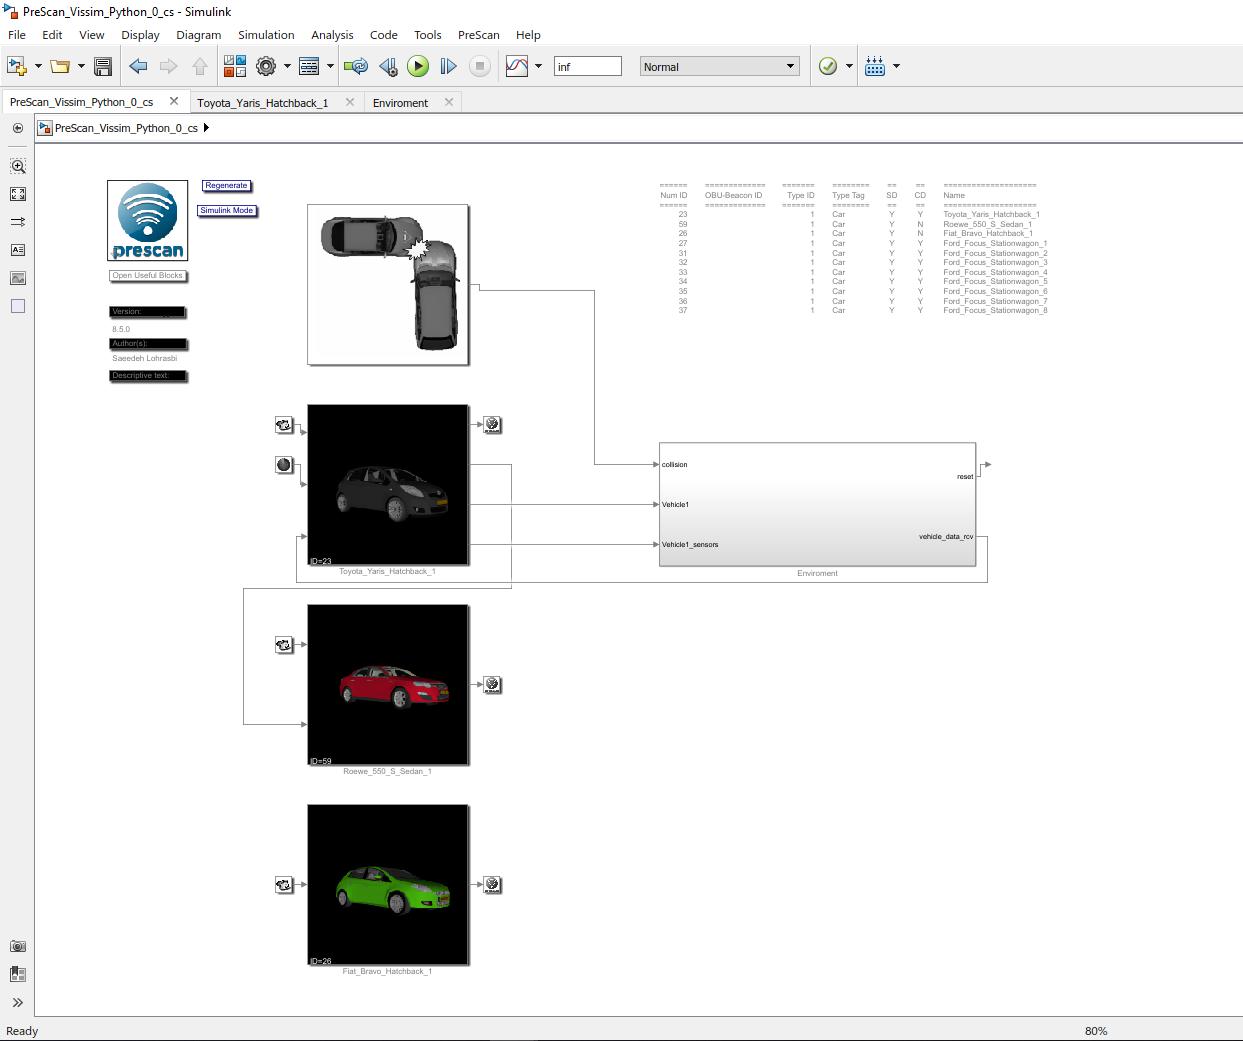 PreScan_Vissim_Python_0_cs - Simulink
File Edit View Display Diagram Simulation Analysis Code Tools PreScan Help
inf Normal
PreScan_Vissim_Python_0_cs Toyota_Yaris_Hatchback_1 Enviroment
PreScan_Vissim_Python_0_cs
prescan
Regenerate
Simulink Mode
Open Useful Blocks
Version:
8.5.0
Author(s):
Saeedeh Lohrasbi
Descriptive text:
====== ============= ======= ======== == == ====================
Num ID OBU-Beacon ID Type ID Type Tag SD CD Name
====== ============= ======= ======== == == ====================
23 1 Car Y Y Toyota_Yaris_Hatchback_1
59 1 Car Y N Roewe_550_S_Sedan_1
26 1 Car Y N Fiat_Bravo_Hatchback_1
27 1 Car Y Y Ford_Focus_Stationwagon_1
31 1 Car Y Y Ford_Focus_Stationwagon_2
32 1 Car Y Y Ford_Focus_Stationwagon_3
33 1 Car Y Y Ford_Focus_Stationwagon_4
34 1 Car Y Y Ford_Focus_Stationwagon_5
35 1 Car Y Y Ford_Focus_Stationwagon_6
36 1 Car Y Y Ford_Focus_Stationwagon_7
37 1 Car Y Y Ford_Focus_Stationwagon_8
ID=23
Toyota_Yaris_Hatchback_1
collision
Vehicle1
Vehicle1_sensors
reset
vehicle_data_rcv
Enviroment
ID=59
Roewe_550_S_Sedan_1
ID=26
Fiat_Bravo_Hatchback_1
Ready 80%